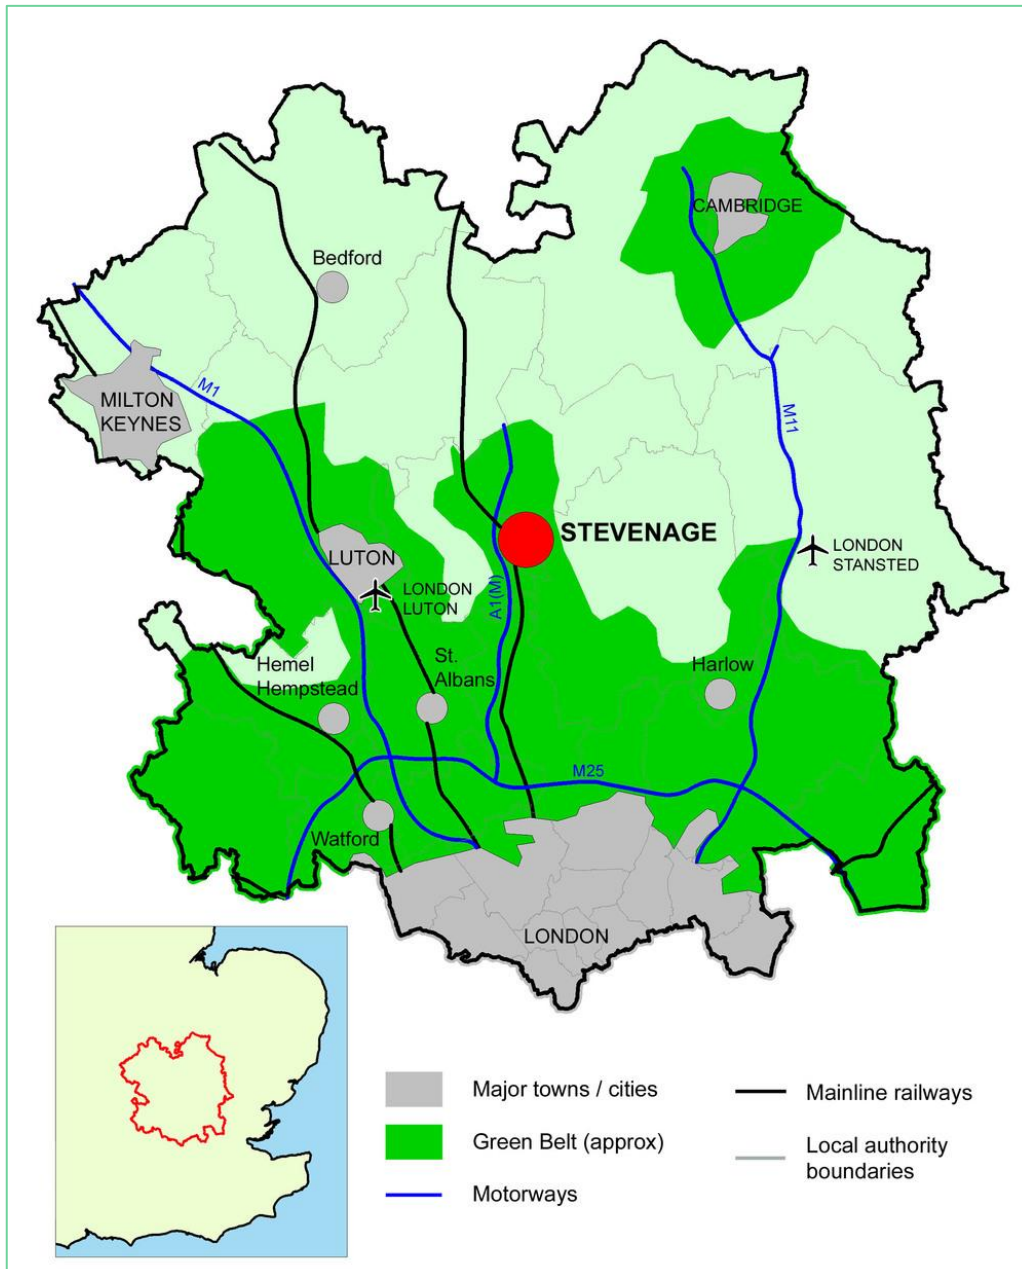 CAMBRIDGE
Bedford
M1
MILTON
KEYNES
M11
STEVENAGE
LUTON
LONDON
STANSTED
LONDON
LUTON
A1(M)
Hemel
Hempstead
St.
Albans
Harlow
M25
Watford
LONDON
Major towns / cities
Green Belt (approx)
Motorways
Mainline railways
Local authority
boundaries